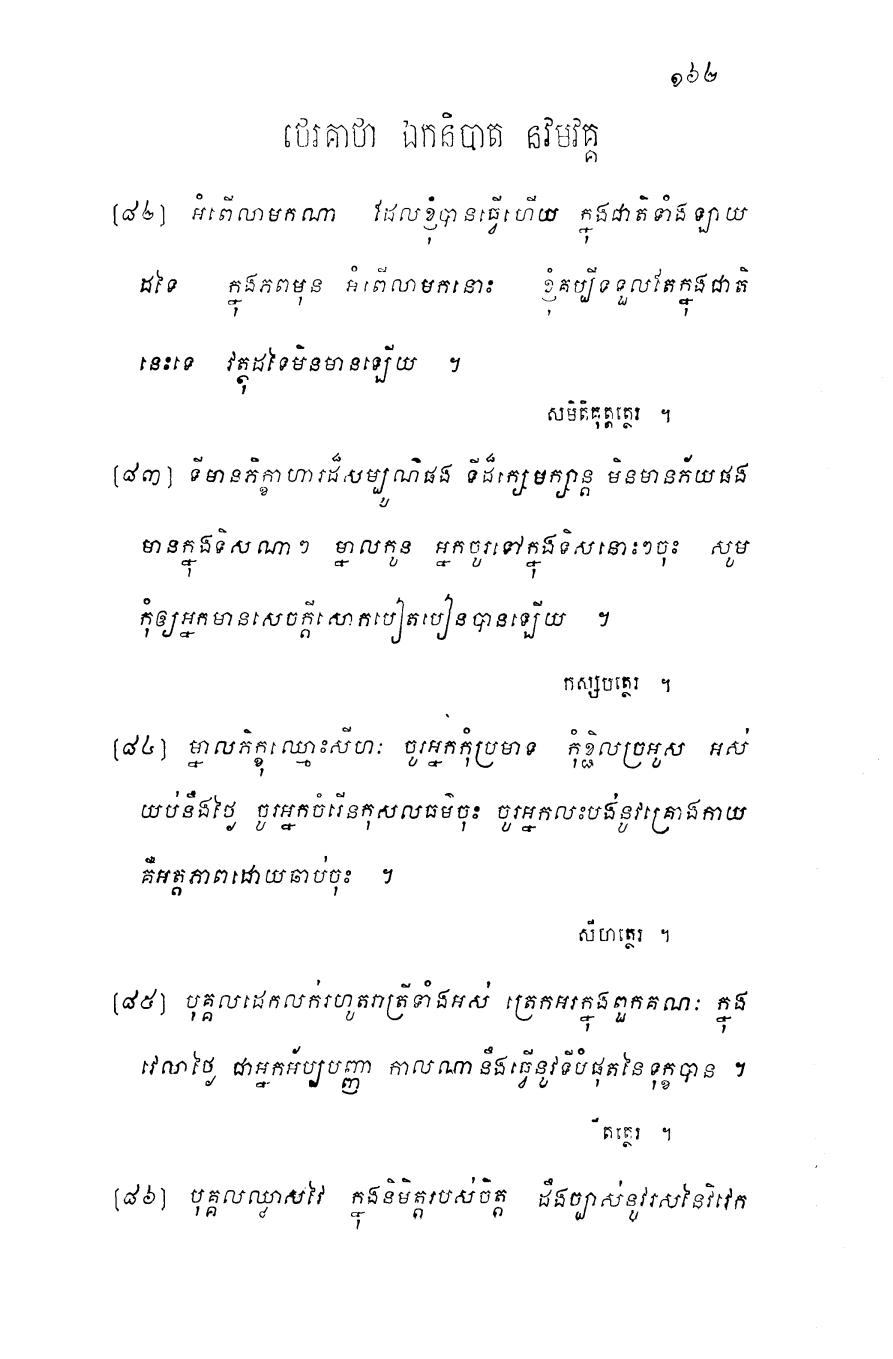 ១៦២
ថេរគាថា ឯកនិបាត នវិមវគ្គ
[៨២] អំពើលាមកណា ដែលខ្ញុំបានធ្វើហើយ ក្នុងជាតិទាំងឡាយ
ដទៃ ក្នុងភពមុន អំពើលាមកនោះ ខ្ញុំគប្បីទទួលតែក្នុងជាតិ
នេះទេ វត្ថុដទៃមិនមានឡើយ ។
សមិតិគុត្តត្ថេរ ។
[៨៣] ទីមានភិក្ខាហារដ៏សម្បូណ៌ផង ទីដ៏ក្សេមក្សាន្ត មិនមានភ័យផង
មានក្នុងទិសណាៗ ម្នាលកូន អ្នកចូរទៅក្នុងទិសនោះៗចុះ សូម
កុំឲ្យអ្នកមានសេចក្តីសោកបៀតបៀនបានឡើយ ។
កស្សបត្ថេរ ។
[៨៤] ម្នាលភិក្ខុឈ្មោះសីហៈ ចូរអ្នកកុំប្រមាទ កុំខ្ជិលច្រអូស អស់
យប់នឹងថ្ងៃ ចូរអ្នកចំរើនកុសលធម៌ចុះ ចូរអ្នកលះបង់នូវគ្រោងកាយ
គឺអត្តភាពដោយឆាប់ចុះ ។
សីហត្ថេរ ។
[៨៥] បុគ្គលដេកលក់រហូតរាត្រីទាំងអស់ ត្រេកអរក្នុងពួកគណៈ ក្នុង
វេលាថ្ងៃ ជាអ្នកអ័ប្បបញ្ញា កាលណានឹងធ្វើនូវទីបំផុតនៃទុក្ខបាន ។
តត្ថេរ ។
[៨៦] បុគ្គលឈ្លាសវៃ ក្នុងនិមិត្តរបស់ចិត្ត ដឹងច្បាស់នូវរសនៃវិវេក